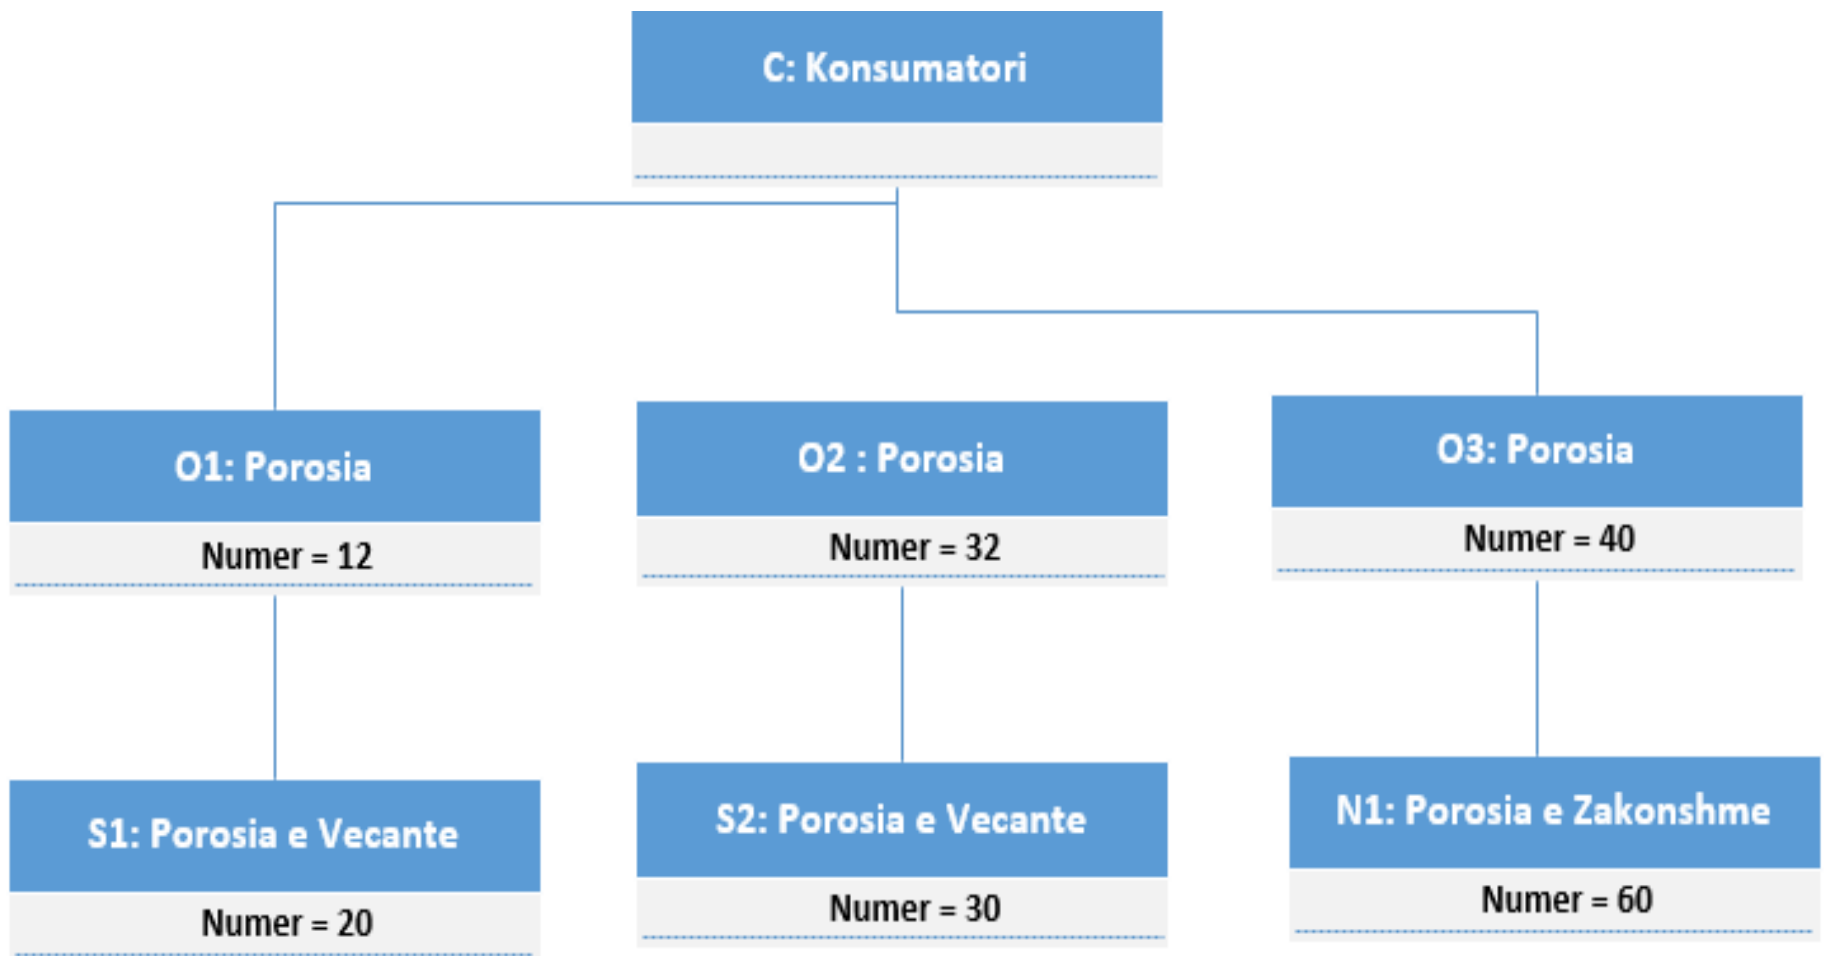 C: Konsumatori
O1: Porosia
Numer = 12
O2 : Porosia
Numer = 32
O3: Porosia
Numer = 40
S1: Porosia e Vecante
Numer = 20
S2: Porosia e Vecante
Numer = 30
N1: Porosia e Zakonshme
Numer = 60